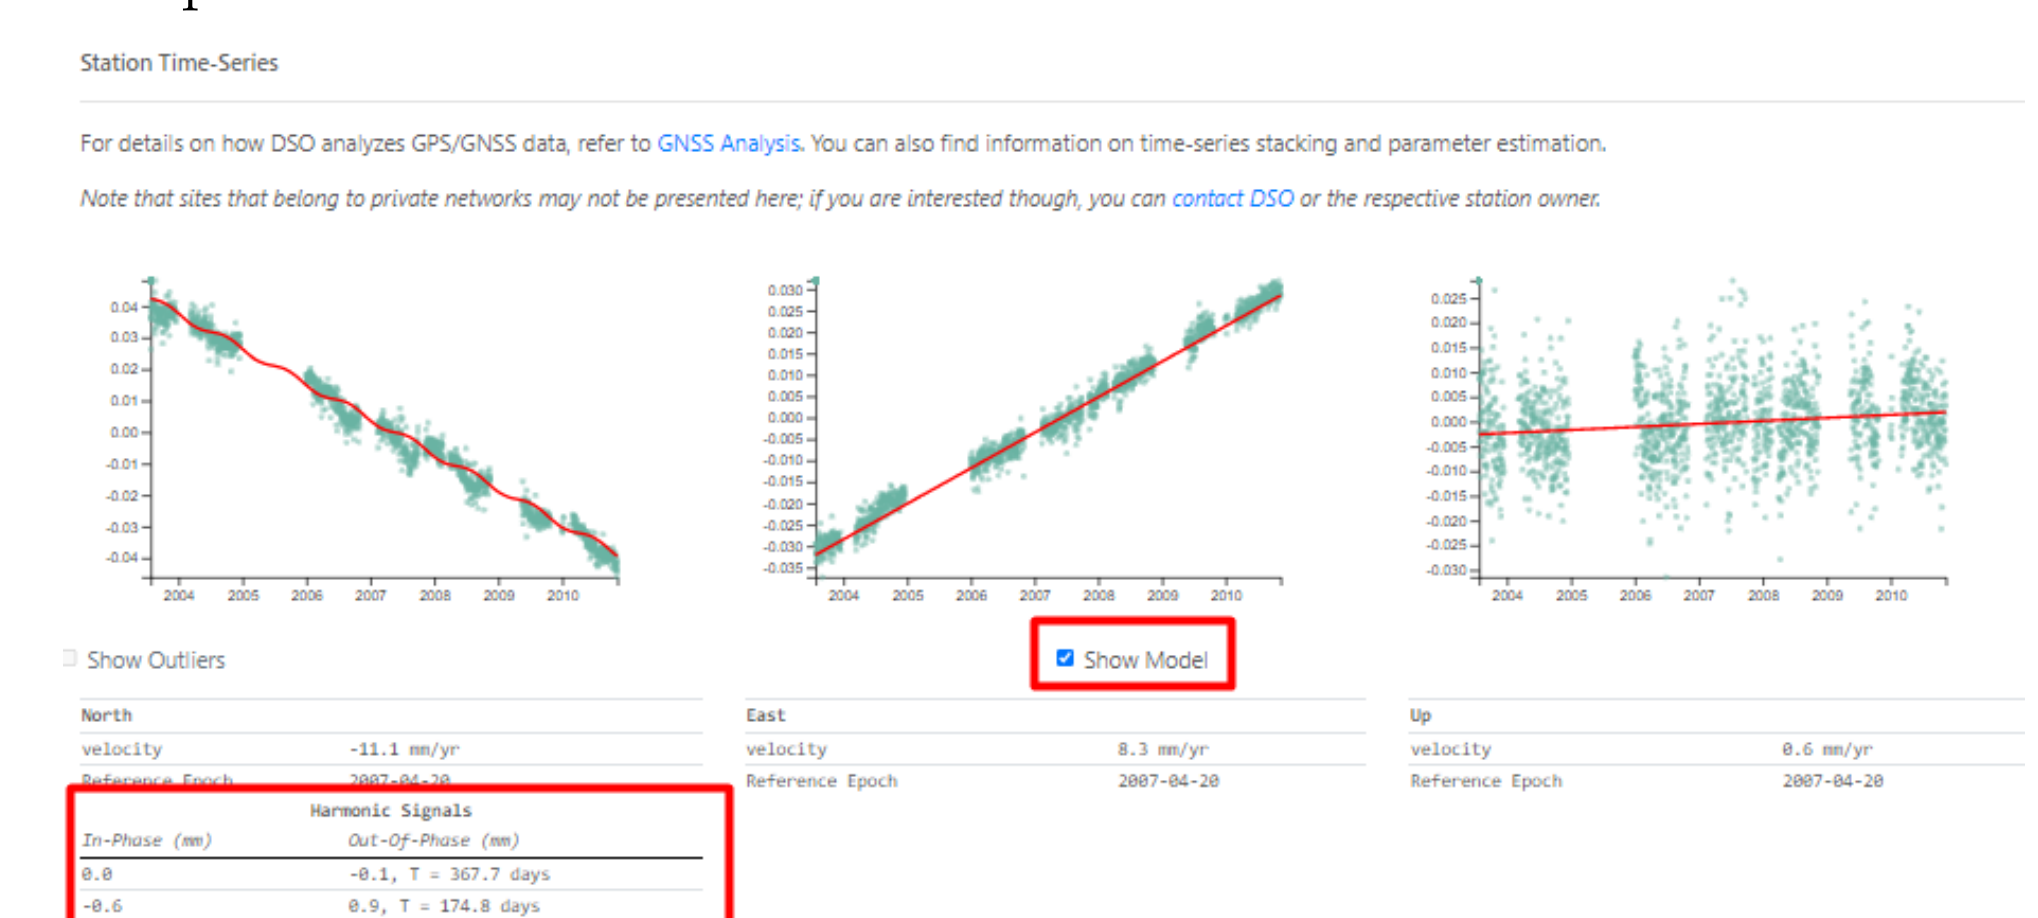 Station Time-Series
For details on how DSO analyzes GPS/GNSS data, refer to GNSS Analysis. You can also find information on time-series stacking and parameter estimation.
Note that sites that belong to private networks may not be presented here; if you are interested though, you can contact DSO or the respective station owner.
0.04
0.03
0.02
0.01
0.00
-0.01
-0.02
-0.03
-0.04
2004 2005 2006 2007 2008 2009 2010
0.030
0.025
0.020
0.015
0.010
0.005
0.000
-0.005
-0.010
-0.015
-0.020
-0.025
-0.030
-0.035
2004 2005 2006 2007 2008 2009 2010
0.025
0.020
0.015
0.010
0.005
0.000
-0.005
-0.010
-0.015
-0.020
-0.025
-0.030
2004 2005 2006 2007 2008 2009 2010
Show Outliers
Show Model
North
velocity -11.1 mm/yr
Reference Epoch 2007-04-20
Harmonic Signals
In-Phase (mm) Out-Of-Phase (mm)
0.0 -0.1, T = 367.7 days
-0.6 0.9, T = 174.8 days
East
velocity 8.3 mm/yr
Reference Epoch 2007-04-20
Up
velocity 0.6 mm/yr
Reference Epoch 2007-04-20